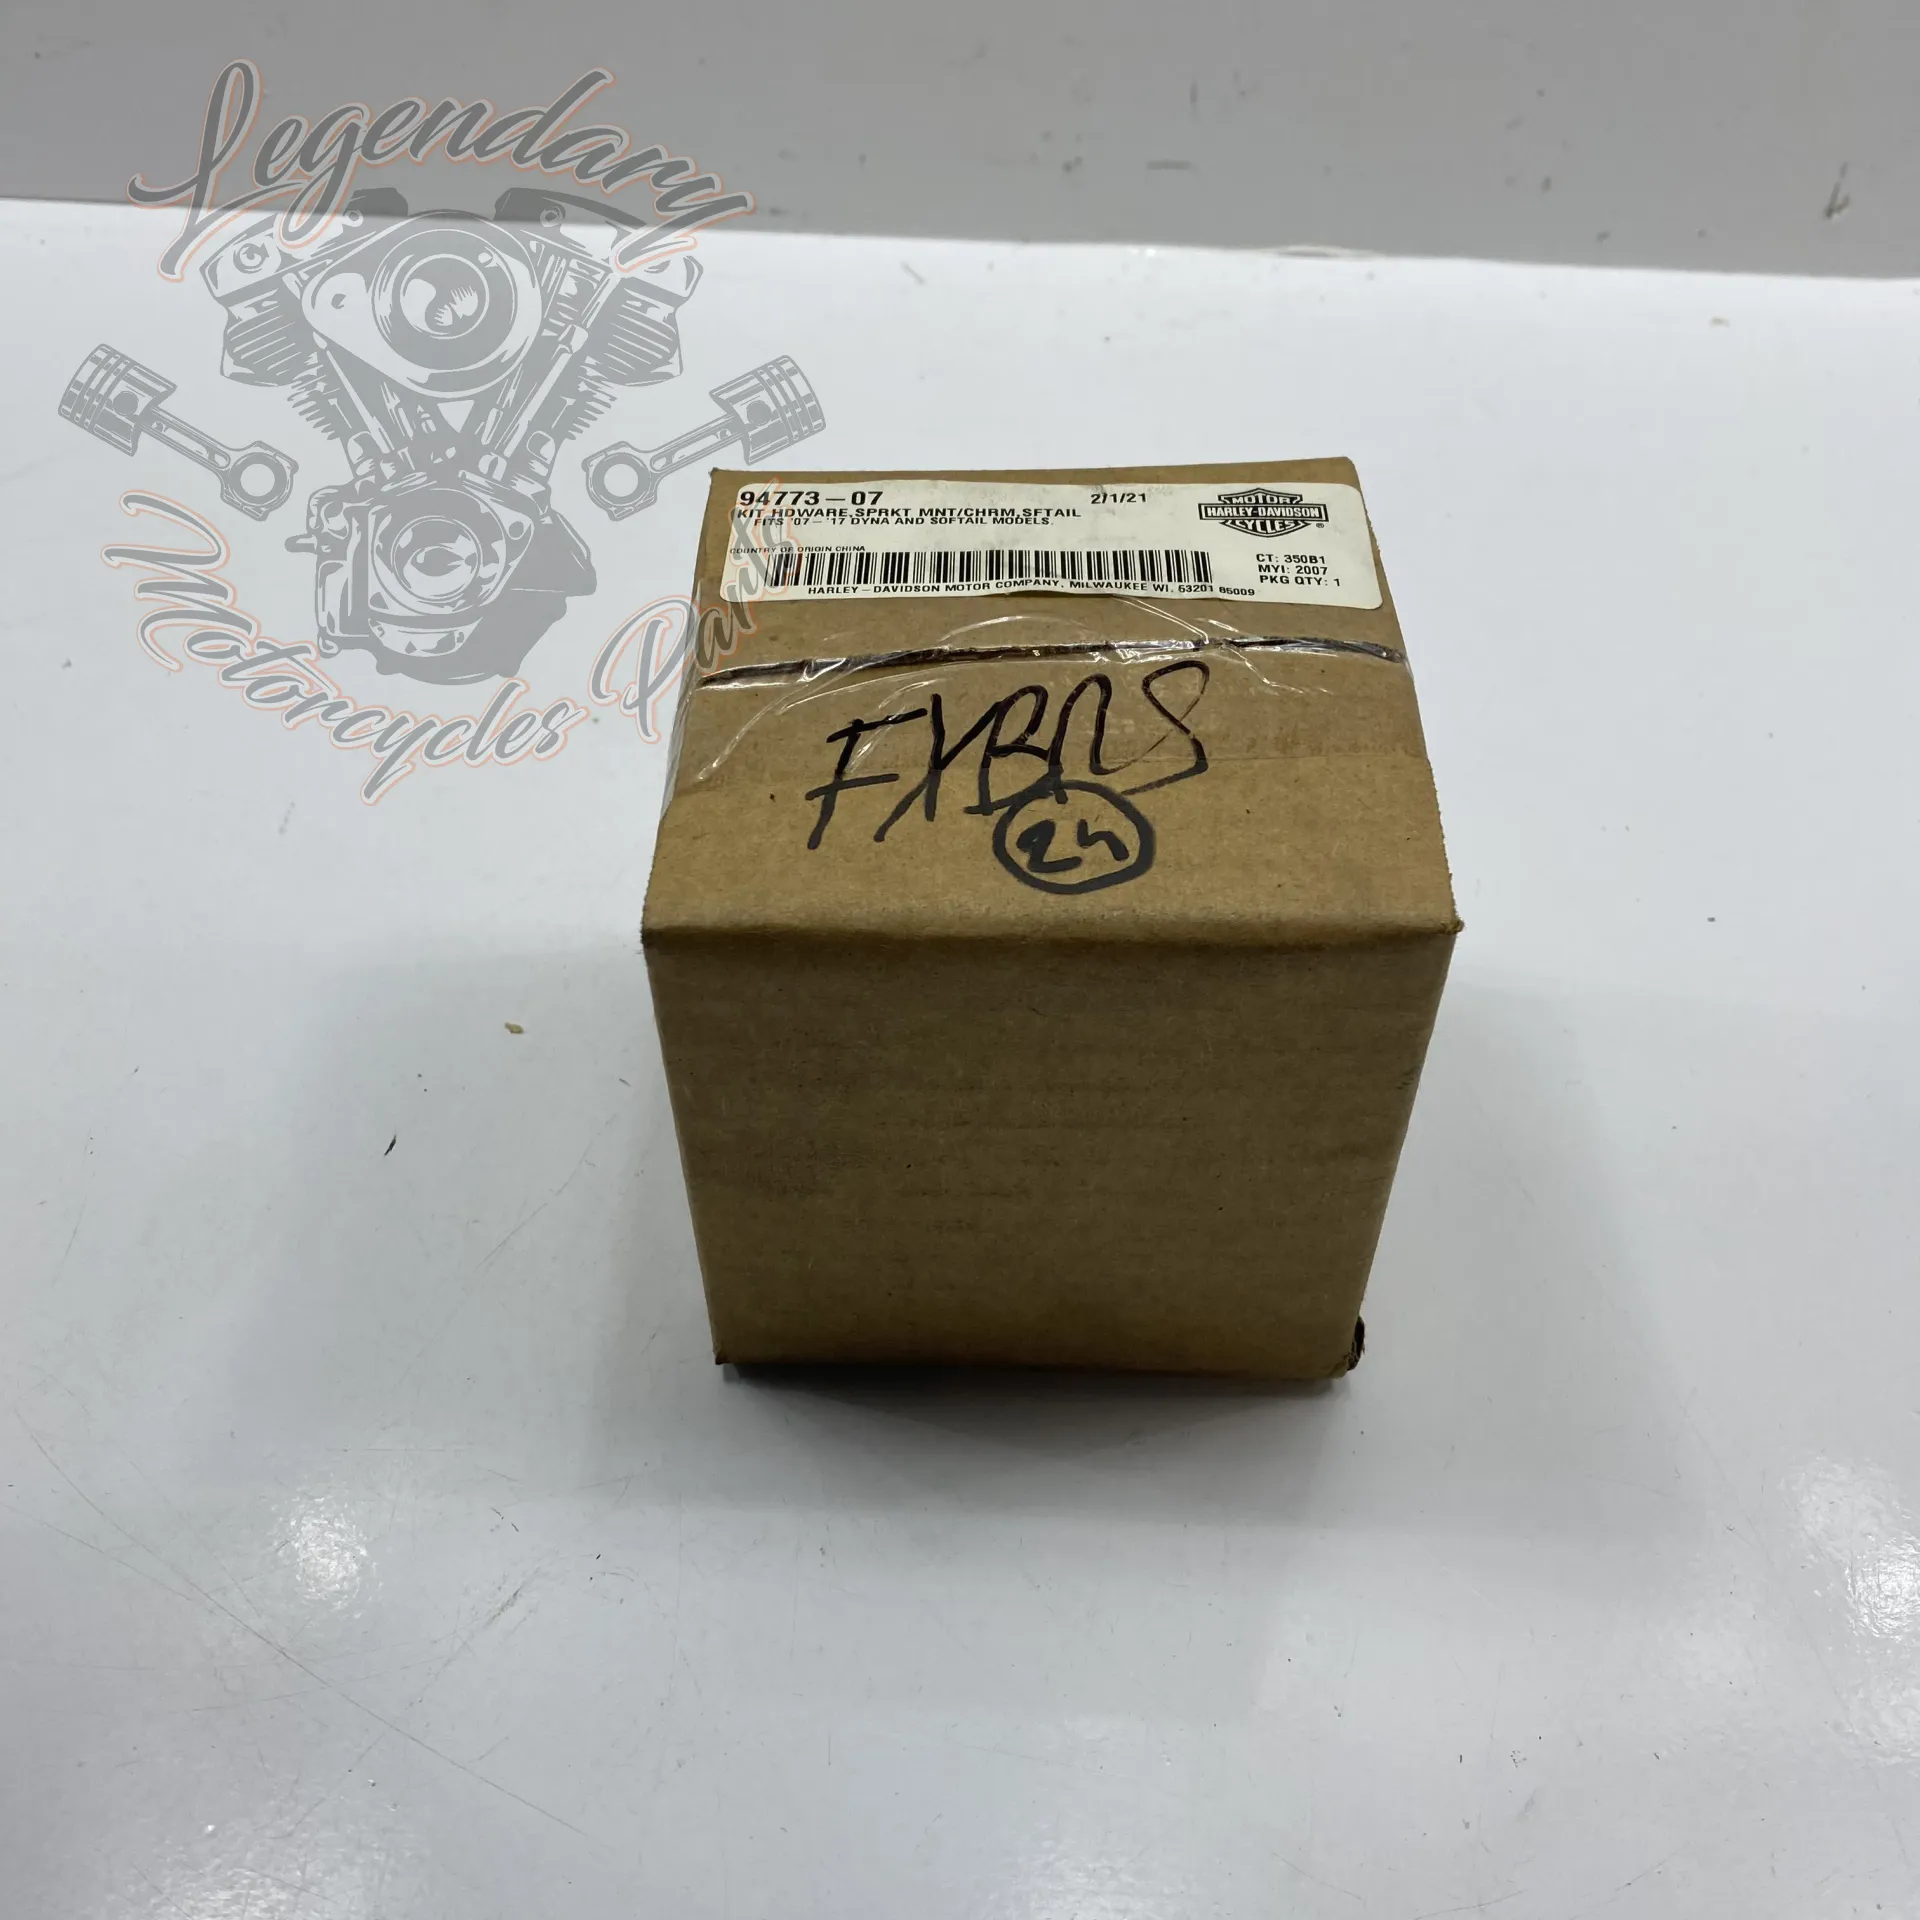 Legendary
Motorcycles Parts
94773-07 2/1/21
KIT,HDWARE,SPRKT MNT/CHRM,SFTAIL
FITS '07-'17 DYNA AND SOFTAIL MODELS.
COUNTRY OF ORIGIN CHINA
MOTOR
HARLEY-DAVIDSON
CYCLES
®
CT: 350B1
MYI: 2007
PKG QTY: 1
HARLEY-DAVIDSON MOTOR COMPANY, MILWAUKEE WI, 53201 85009
FXBRS
24